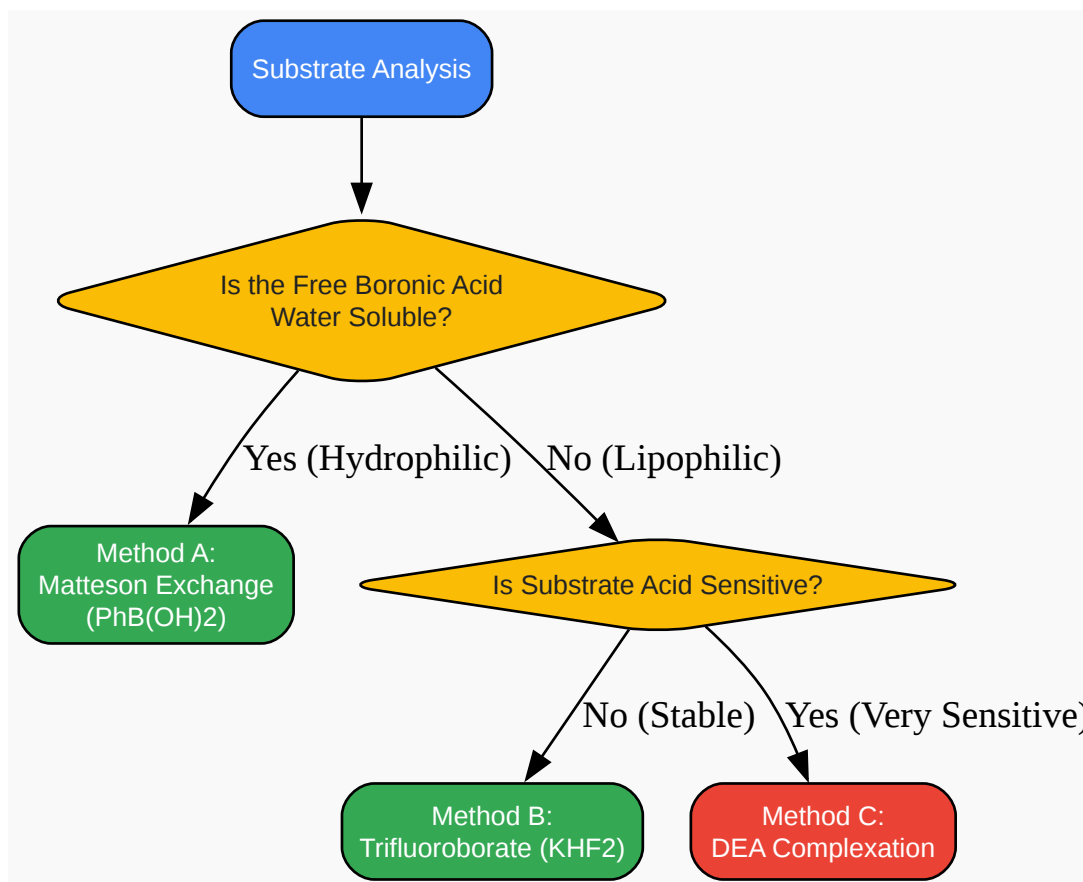 Substrate Analysis
Is the Free Boronic Acid
Water Soluble?
Yes (Hydrophilic)
No (Lipophilic)
Method A:
Matteson Exchange
(PhB(OH)2)
Is Substrate Acid Sensitive?
No (Stable)
Yes (Very Sensitive)
Method B:
Trifluoroborate (KHF2)
Method C:
DEA Complexation